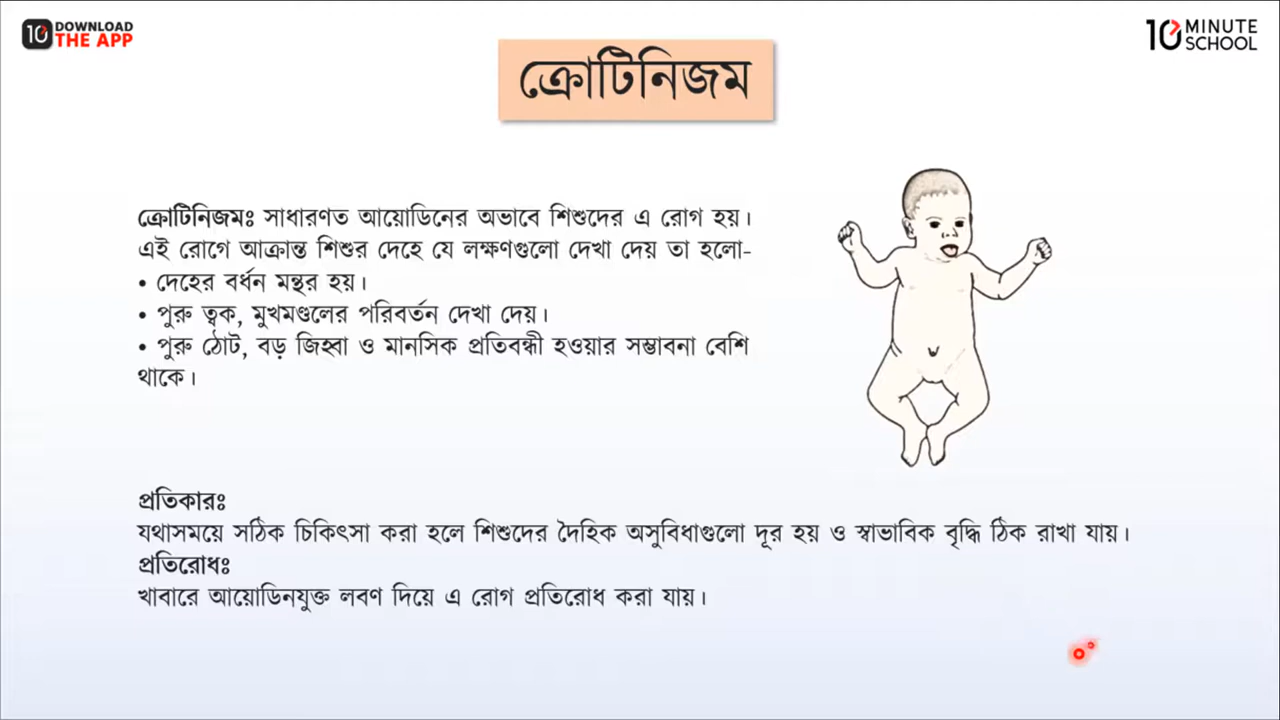 DOWNLOAD
THE APP
10 MINUTE
SCHOOL
ক্রোটিনিজম
ক্রোটিনিজমঃ সাধারণত আয়োডিনের অভাবে শিশুদের এ রোগ হয়।
এই রোগে আক্রান্ত শিশুর দেহে যে লক্ষণগুলো দেখা দেয় তা হলো-
• দেহের বর্ধন মন্থর হয়।
• পুরু ত্বক, মুখমণ্ডলের পরিবর্তন দেখা দেয়।
• পুরু ঠোট, বড় জিহ্বা ও মানসিক প্রতিবন্ধী হওয়ার সম্ভাবনা বেশি
থাকে।
প্রতিকারঃ
যথাসময়ে সঠিক চিকিৎসা করা হলে শিশুদের দৈহিক অসুবিধাগুলো দূর হয় ও স্বাভাবিক বৃদ্ধি ঠিক রাখা যায়।
প্রতিরোধঃ
খাবারে আয়োডিনযুক্ত লবণ দিয়ে এ রোগ প্রতিরোধ করা যায়।